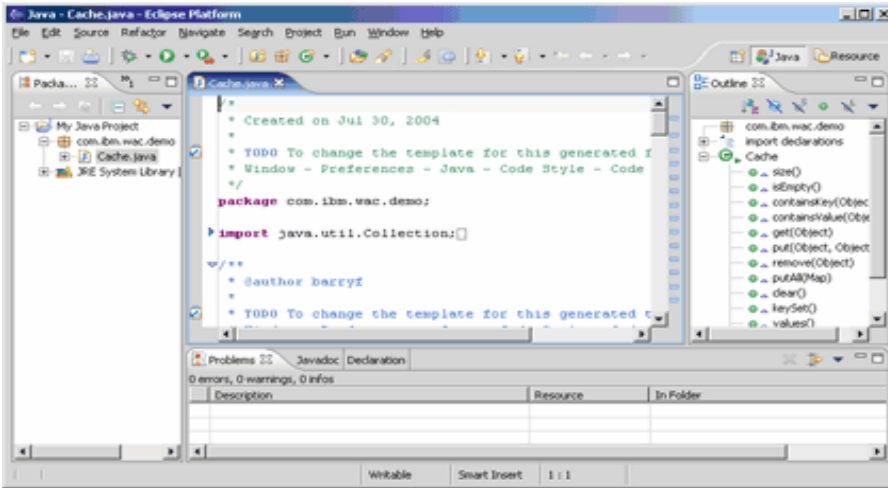 Java - Cache.java - Eclipse Platform
File Edit Source Refactor Navigate Search Project Run Window Help
Java Resource
Packa...
My Java Project
com.ibm.wac.demo
Cache.java
JRE System Library [
Cache.java
/*
* Created on Jul 30, 2004
*
* TODO To change the template for this generated f
* Window - Preferences - Java - Code Style - Code
*/
package com.ibm.wac.demo;
import java.util.Collection;
/**
* @author barryf
*
* TODO To change the template for this generated t
Outline
com.ibm.wac.demo
import declarations
Cache
size()
isEmpty()
containsKey(Objec
containsValue(Obje
get(Object)
put(Object, Object
remove(Object)
putAll(Map)
clear()
keySet()
values()
Problems Javadoc Declaration
0 errors, 0 warnings, 0 infos
Description Resource In Folder
Writable Smart Insert 1 : 1